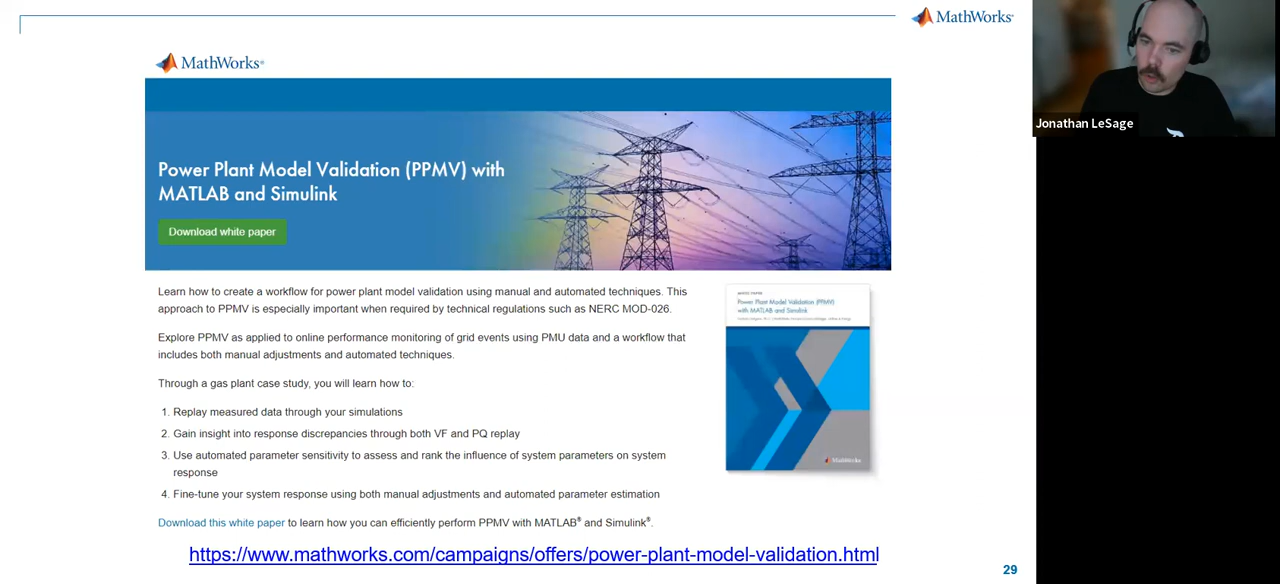 MathWorks®
Jonathan LeSage
MathWorks®
Power Plant Model Validation (PPMV) with
MATLAB and Simulink
Download white paper
Learn how to create a workflow for power plant model validation using manual and automated techniques. This
approach to PPMV is especially important when required by technical regulations such as NERC MOD-026.
Explore PPMV as applied to online performance monitoring of grid events using PMU data and a workflow that
includes both manual adjustments and automated techniques.
Through a gas plant case study, you will learn how to:
1. Replay measured data through your simulations
2. Gain insight into response discrepancies through both VF and PQ replay
3. Use automated parameter sensitivity to assess and rank the influence of system parameters on system
response
4. Fine-tune your system response using both manual adjustments and automated parameter estimation
Download this white paper to learn how you can efficiently perform PPMV with MATLAB® and Simulink®.
WHITE PAPER
Power Plant Model Validation (PPMV)
with MATLAB and Simulink
MathWorks
https://www.mathworks.com/campaigns/offers/power-plant-model-validation.html
29